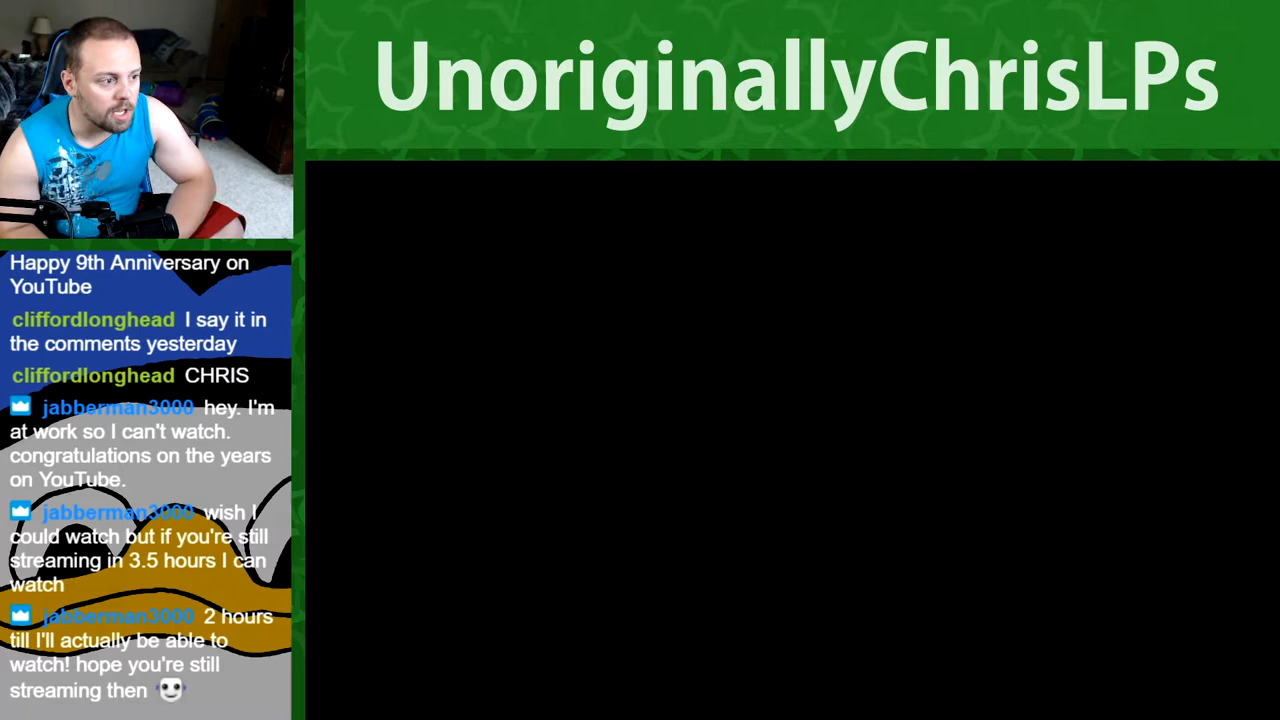 UnoriginallyChrisLPs
Happy 9th Anniversary on
YouTube
cliffordlonghead I say it in
the comments yesterday
cliffordlonghead CHRIS
jabberman3000 hey. I'm
at work so I can't watch.
congratulations on the years
on YouTube.
jabberman3000 wish I
could watch but if you're still
streaming in 3.5 hours I can
watch
jabberman3000 2 hours
till I'll actually be able to
watch! hope you're still
streaming then